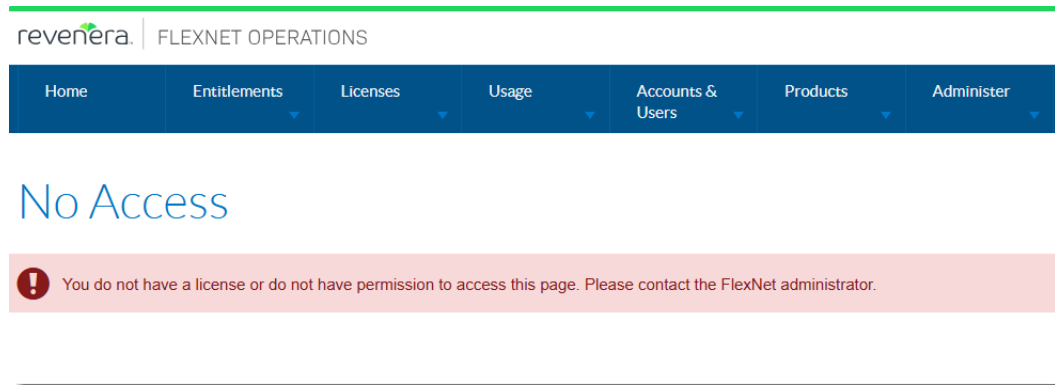 revenera. FLEXNET OPERATIONS
Home Entitlements Licenses Usage Accounts & Users Products Administer
No Access
You do not have a license or do not have permission to access this page. Please contact the FlexNet administrator.